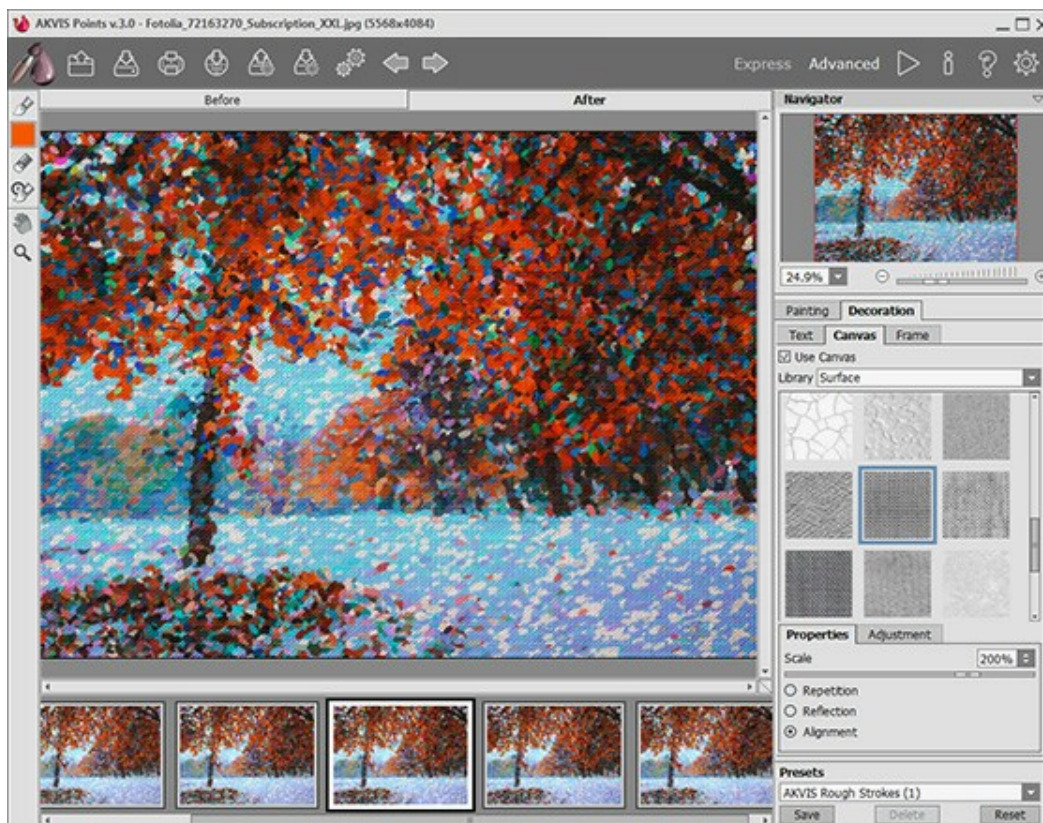 AKVIS Points v.3.0 - Fotolia_72163270_Subscription_XXL.jpg (5568x4084)
Express Advanced
Before After
Navigator
24.9%
Painting Decoration
Text Canvas Frame
Use Canvas
Library Surface
Properties Adjustment
Scale 200%
Repetition
Reflection
Alignment
Presets
AKVIS Rough Strokes (1)
Save Delete Reset